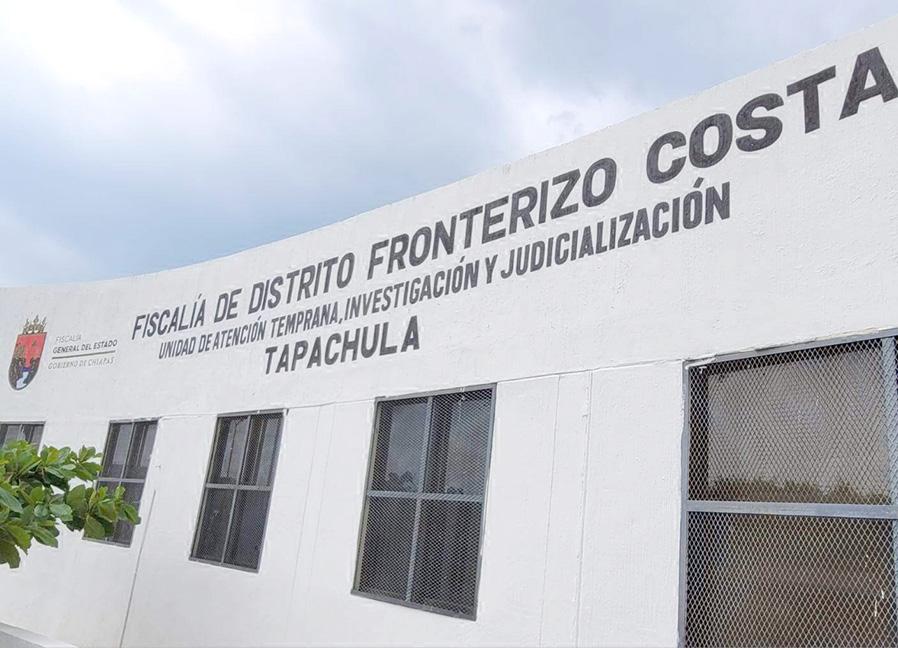 FISCALÍA DE DISTRITO FRONTERIZO COSTA
UNIDAD DE ATENCIÓN TEMPRANA, INVESTIGACIÓN Y JUDICIALIZACIÓN
TAPACHULA
FISCALÍA
GENERAL DEL ESTADO
GOBIERNO DE CHIAPAS